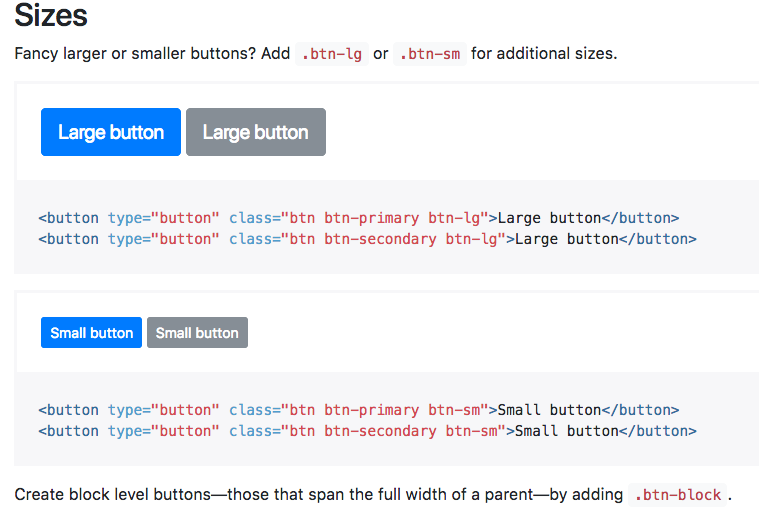 Sizes
Fancy larger or smaller buttons? Add .btn-lg or .btn-sm for additional sizes.
Large button Large button
<button type="button" class="btn btn-primary btn-lg">Large button</button>
<button type="button" class="btn btn-secondary btn-lg">Large button</button>
Small button Small button
<button type="button" class="btn btn-primary btn-sm">Small button</button>
<button type="button" class="btn btn-secondary btn-sm">Small button</button>
Create block level buttons—those that span the full width of a parent—by adding .btn-block.